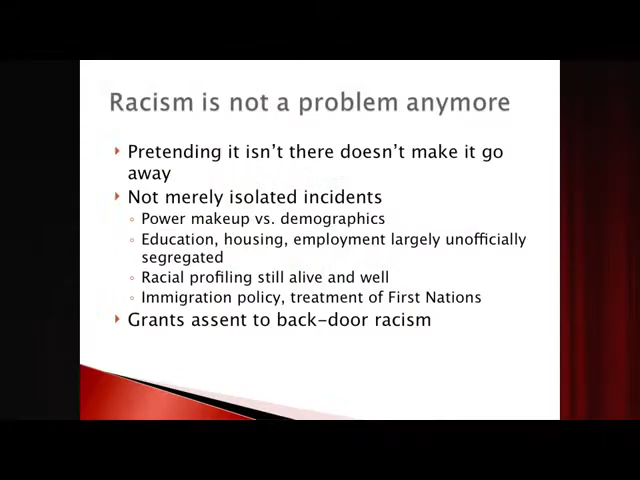 Racism is not a problem anymore
Pretending it isn't there doesn't make it go
away
Not merely isolated incidents
Power makeup vs. demographics
Education, housing, employment largely unofficially
segregated
Racial profiling still alive and well
Immigration policy, treatment of First Nations
Grants assent to back-door racism